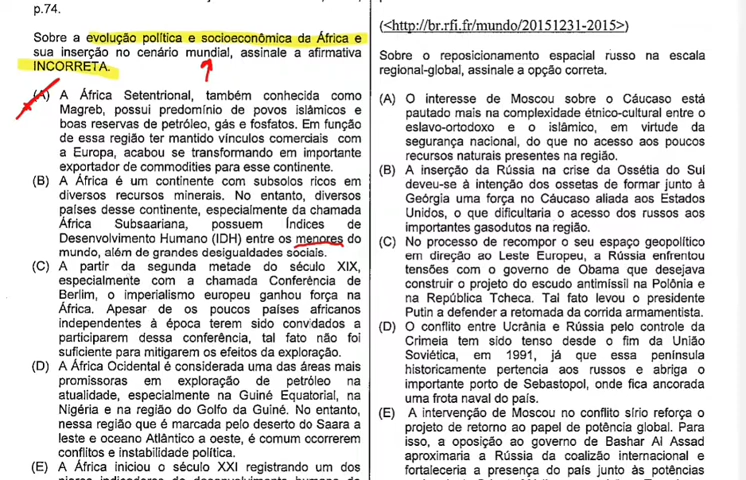 p.74.
Sobre a evolução política e socioeconômica da África e
sua inserção no cenário mundial, assinale a afirmativa
INCORRETA.
(A) A África Setentrional, também conhecida como
Magreb, possui predomínio de povos islâmicos e
boas reservas de petróleo, gás e fosfatos. Em função
de essa região ter mantido vínculos comerciais com
a Europa, acabou se transformando em importante
exportador de commodities para esse continente.
(B) A África é um continente com subsolos ricos em
diversos recursos minerais. No entanto, diversos
países desse continente, especialmente da chamada
África Subsaariana, possuem Índices de
Desenvolvimento Humano (IDH) entre os menores do
mundo, além de grandes desigualdades sociais.
(C) A partir da segunda metade do século XIX,
especialmente com a chamada Conferência de
Berlim, o imperialismo europeu ganhou força na
África. Apesar de os poucos países africanos
independentes à época terem sido convidados a
participarem dessa conferência, tal fato não foi
suficiente para mitigarem os efeitos da exploração.
(D) A África Ocidental é considerada uma das áreas mais
promissoras em exploração de petróleo na
atualidade, especialmente na Guiné Equatorial, na
Nigéria e na região do Golfo da Guiné. No entanto,
nessa região que é marcada pelo deserto do Saara a
leste e oceano Atlântico a oeste, é comum ocorrerem
conflitos e instabilidade política.
(E) A África iniciou o século XXI registrando um dos
(<http://br.rfi.fr/mundo/20151231-2015>)
Sobre o reposicionamento espacial russo na escala
regional-global, assinale a opção correta.
(A) O interesse de Moscou sobre o Cáucaso está
pautado mais na complexidade étnico-cultural entre o
eslavo-ortodoxo e o islâmico, em virtude da
segurança nacional, do que no acesso aos poucos
recursos naturais presentes na região.
(B) A inserção da Rússia na crise da Ossétia do Sul
deveu-se à intenção dos ossetas de formar junto à
Geórgia uma força no Cáucaso aliada aos Estados
Unidos, o que dificultaria o acesso dos russos aos
importantes gasodutos na região.
(C) No processo de recompor o seu espaço geopolítico
em direção ao Leste Europeu, a Rússia enfrentou
tensões com o governo de Obama que desejava
construir o projeto do escudo antimíssil na Polônia e
na República Tcheca. Tal fato levou o presidente
Putin a defender a retomada da corrida armamentista.
(D) O conflito entre Ucrânia e Rússia pelo controle da
Crimeia tem sido tenso desde o fim da União
Soviética, em 1991, já que essa península
historicamente pertencia aos russos e abriga o
importante porto de Sebastopol, onde fica ancorada
uma frota naval do país.
(E) A intervenção de Moscou no conflito sírio reforça o
projeto de retorno ao papel de potência global. Para
isso, a oposição ao governo de Bashar Al Assad
aproximaria a Rússia da coalizão internacional e
fortaleceria a presença do país junto às potências